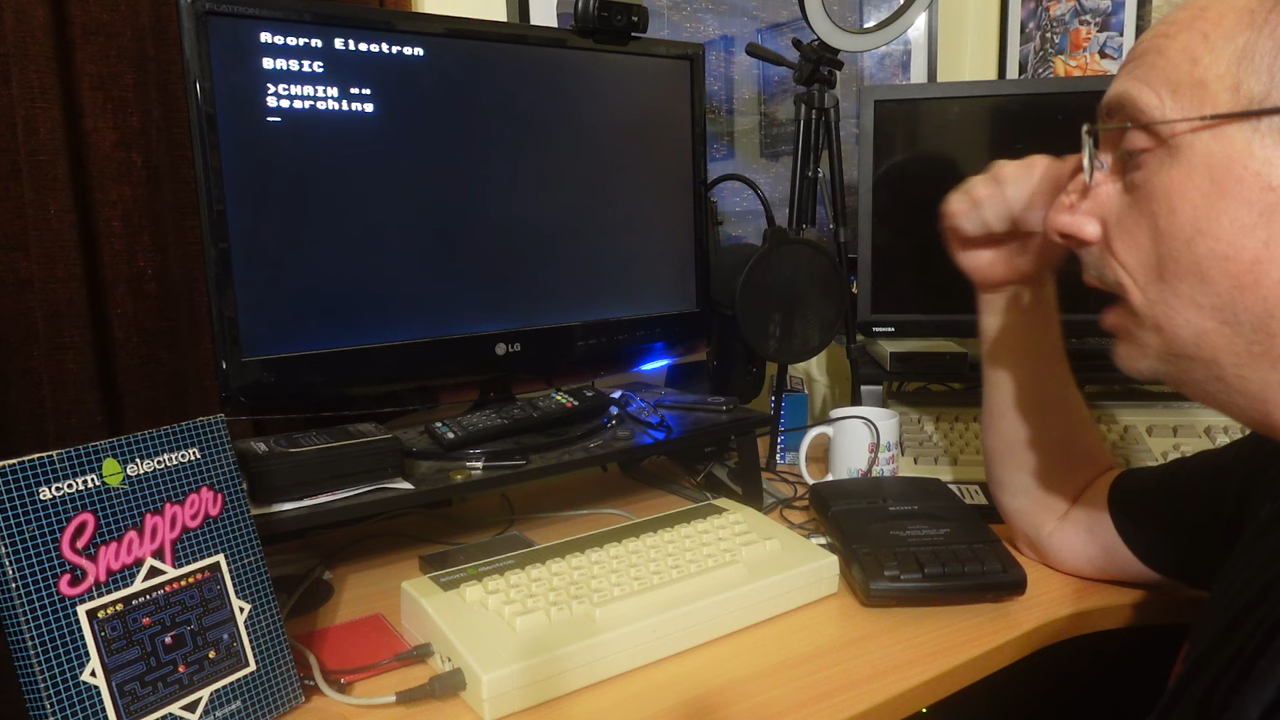 FLATRON
Acorn Electron
BASIC
>CHAIN ""
Searching
LG
TOSHIBA
SONY
acorn electron
acorn electron
Snapper